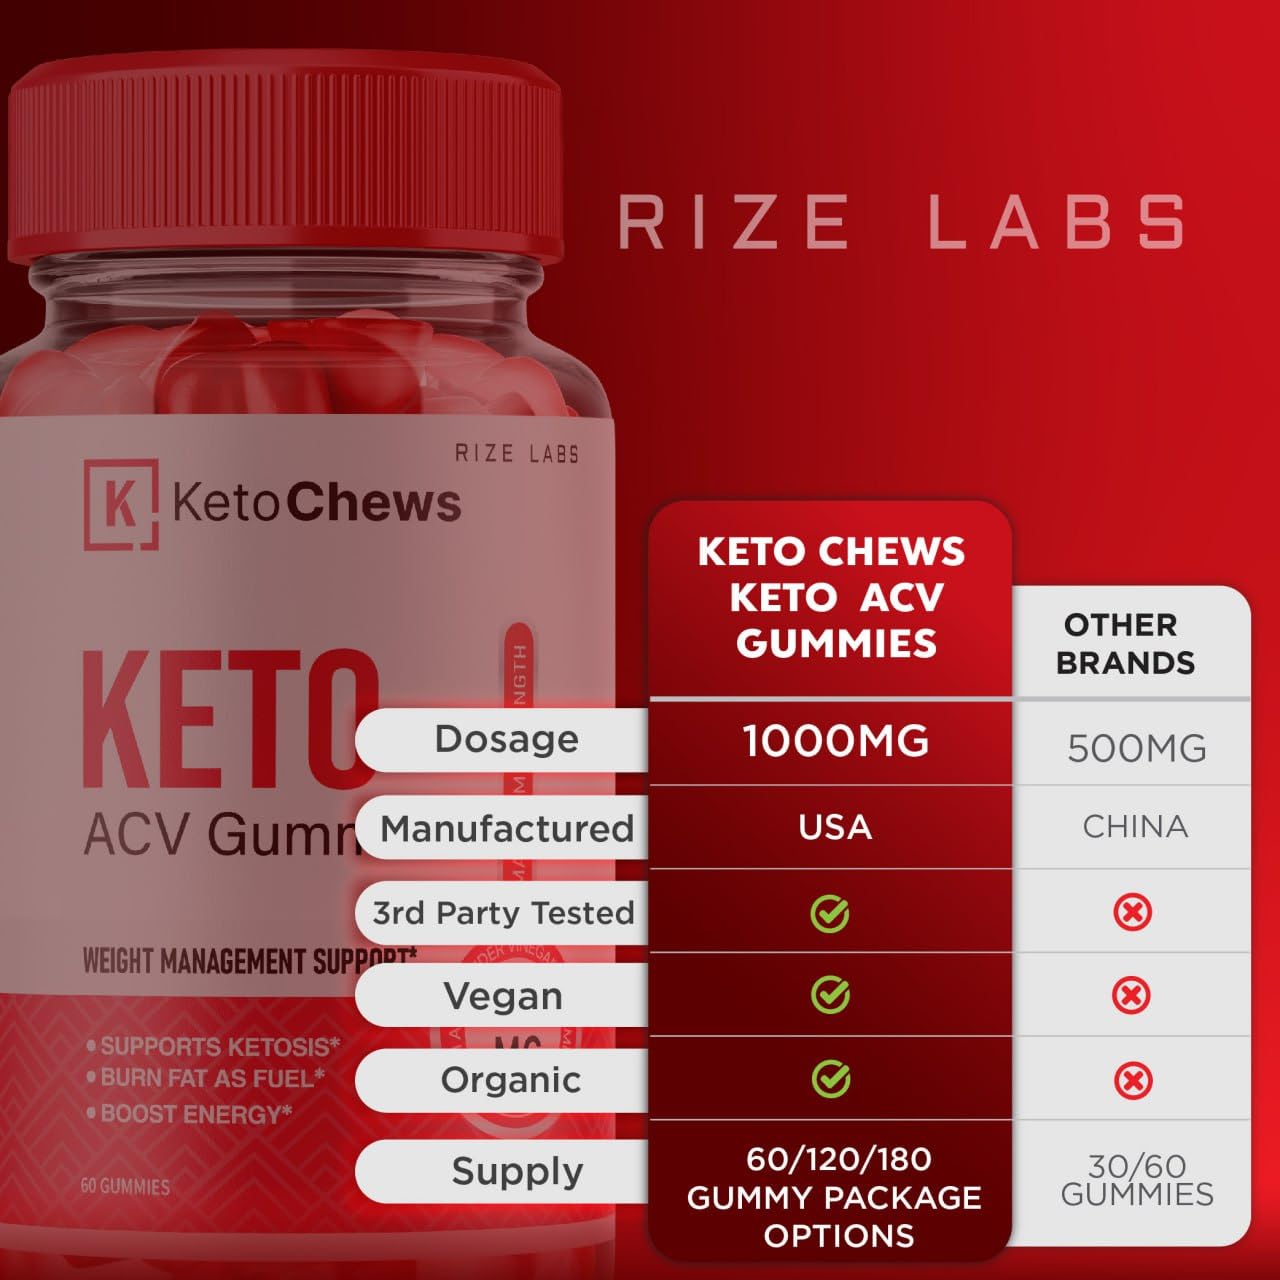 RIZE LABS
RIZE LABS
K KetoChews
KETO
ACV Gumm
WEIGHT MANAGEMENT SUPPORT*
• SUPPORTS KETOSIS*
• BURN FAT AS FUEL*
• BOOST ENERGY*
60 GUMMIES
KETO CHEWS
KETO ACV
GUMMIES
OTHER
BRANDS
Dosage 1000MG 500MG
Manufactured USA CHINA
3rd Party Tested
Vegan
Organic
Supply 60/120/180
GUMMY PACKAGE
OPTIONS
30/60
GUMMIES